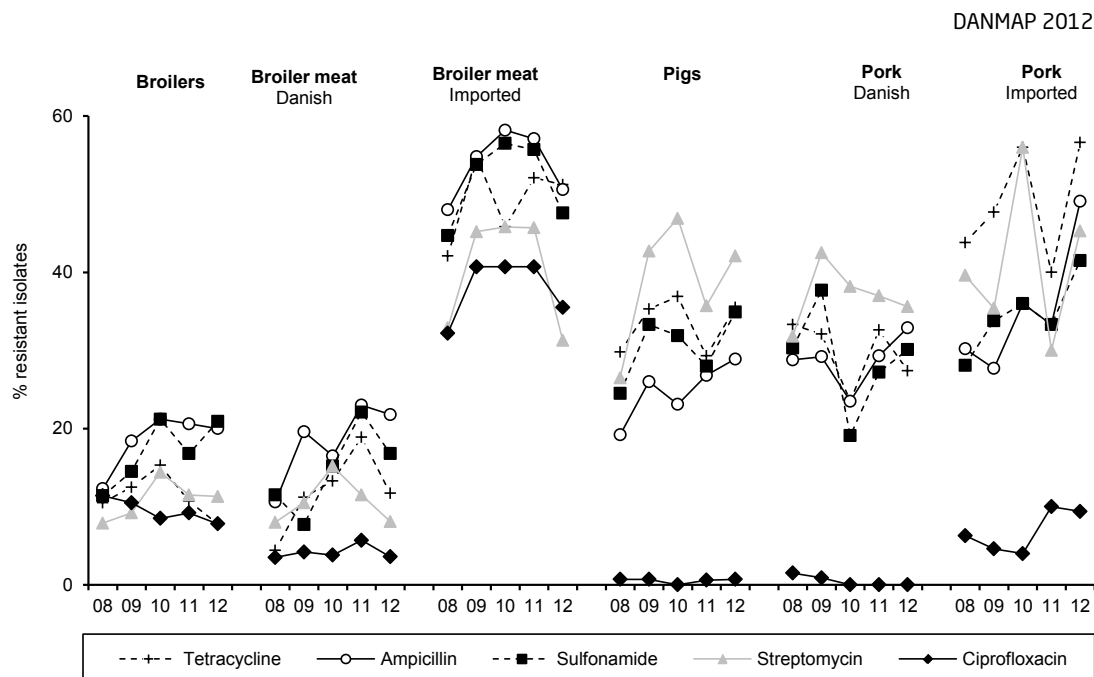 DANMAP 2012
Broilers
Broiler meat
Danish
Broiler meat
Imported
Pigs
Pork
Danish
Pork
Imported
% resistant isolates
60
40
20
0
08 09 10 11 12 08 09 10 11 12 08 09 10 11 12 08 09 10 11 12 08 09 10 11 12 08 09 10 11 12
Tetracycline Ampicillin Sulfonamide Streptomycin Ciprofloxacin